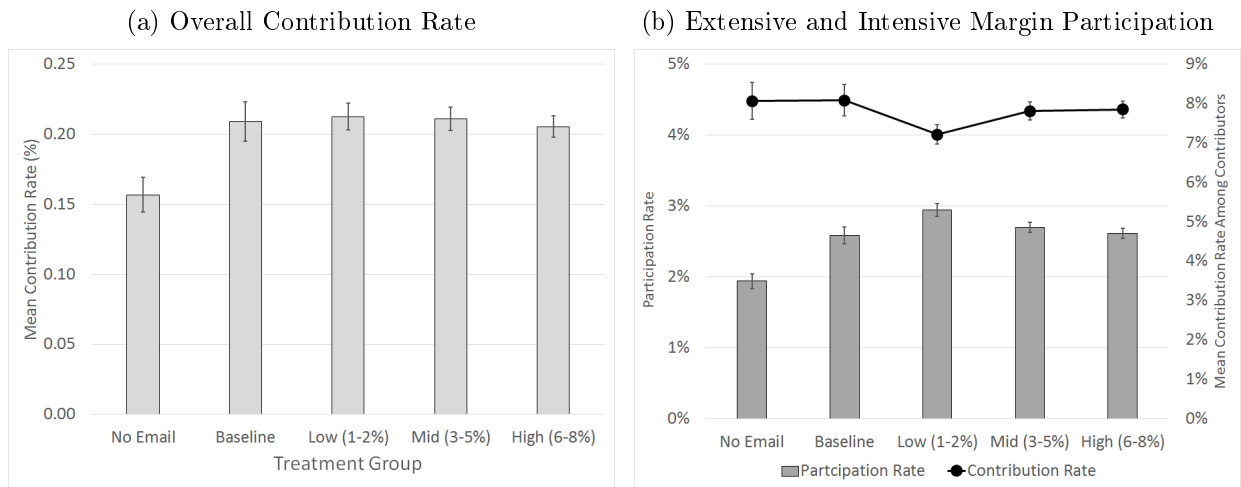 (a) Overall Contribution Rate
Mean Contribution Rate (%)
0.25
0.20
0.15
0.10
0.05
0.00
No Email Baseline Low (1-2%) Mid (3-5%) High (6-8%)
Treatment Group
(b) Extensive and Intensive Margin Participation
Participation Rate
5%
4%
3%
2%
1%
0%
Mean Contribution Rate Among Contributors
9%
8%
7%
6%
5%
4%
3%
2%
1%
0%
No Email Baseline Low (1-2%) Mid (3-5%) High (6-8%)
Partcipation Rate Contribution Rate